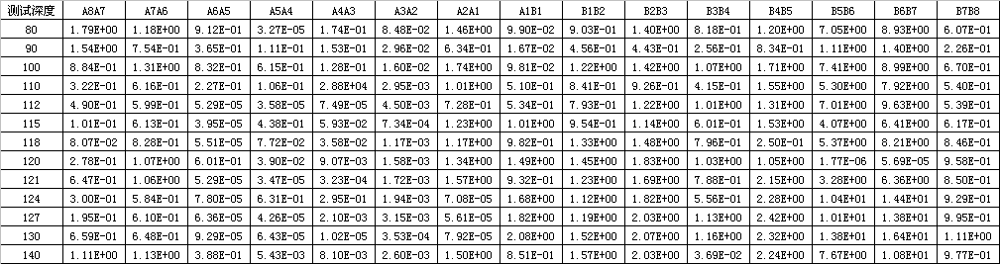 测试深度 A8A7 A7A6 A6A5 A5A4 A4A3 A3A2 A2A1 A1B1 B1B2 B2B3 B3B4 B4B5 B5B6 B6B7 B7B8
80 1.79E+00 1.18E+00 9.12E-01 3.27E-05 1.74E-01 8.48E-02 1.46E+00 9.90E-02 9.03E-01 1.40E+00 8.18E-01 1.20E+00 7.05E+00 8.93E+00 6.07E-01
90 1.54E+00 7.54E-01 3.65E-01 1.11E-01 1.53E-01 2.96E-02 6.34E-01 1.67E-02 4.56E-01 4.43E-01 2.56E-01 8.34E-01 1.11E+00 1.40E+00 2.26E-01
100 8.84E-01 1.31E+00 8.32E-01 6.15E-01 1.28E-01 1.60E-02 1.74E+00 9.81E-02 1.22E+00 1.42E+00 1.07E+00 1.71E+00 7.41E+00 8.99E+00 6.70E-01
110 3.22E-01 6.16E-01 2.27E-01 1.06E-01 2.88E+04 2.95E-03 1.01E+00 5.10E-01 8.41E-01 9.26E-01 4.15E-01 1.55E+00 5.30E+00 7.92E+00 5.40E-01
112 4.90E-01 5.99E-01 5.29E-05 3.58E-05 7.49E-05 4.50E-03 7.28E-01 5.34E-01 7.93E-01 1.22E+00 1.01E+00 1.31E+00 7.01E+00 9.63E+00 5.39E-01
115 1.01E-01 6.13E-01 3.95E-05 4.38E-01 5.93E-02 7.34E-04 1.23E+00 1.01E+00 9.54E-01 1.14E+00 6.01E-01 1.53E+00 4.07E+00 6.41E+00 6.17E-01
118 8.07E-02 8.28E-01 5.51E-05 7.72E-02 3.58E-02 1.17E-03 1.17E+00 9.82E-01 1.33E+00 1.48E+00 7.96E-01 2.50E-01 5.37E+00 8.21E+00 8.46E-01
120 2.78E-01 1.07E+00 6.01E-01 3.90E-02 9.07E-03 1.58E-03 1.34E+00 1.49E+00 1.45E+00 1.83E+00 1.03E+00 1.05E+00 1.77E-06 5.69E-05 9.58E-01
121 6.47E-01 1.06E+00 5.29E-05 3.47E-05 3.23E-04 1.72E-03 1.57E+00 9.32E-01 1.23E+00 1.69E+00 7.88E-01 2.15E+00 3.28E+00 6.36E+00 8.50E-01
124 3.00E-01 5.84E-01 7.80E-05 6.31E-01 2.95E-01 1.94E-03 7.08E-05 1.68E+00 1.12E+00 1.82E+00 5.56E-01 2.28E+00 1.04E+01 1.44E+01 9.29E-01
127 1.95E-01 6.10E-01 6.36E-05 4.26E-05 2.10E-03 3.15E-03 5.61E-05 1.82E+00 1.19E+00 2.03E+00 1.13E+00 2.42E+00 1.01E+01 1.38E+01 9.95E-01
130 6.59E-01 6.48E-01 9.29E-05 6.43E-05 1.02E-05 3.53E-04 7.92E-05 2.08E+00 1.52E+00 2.07E+00 1.16E+00 2.32E+00 1.38E+01 1.64E+01 1.11E+00
140 1.11E+00 1.13E+00 3.88E-01 5.43E-03 8.10E-03 2.60E-03 1.50E+00 8.51E-01 1.57E+00 2.03E+00 3.69E-02 2.24E+00 7.67E+00 1.08E+01 9.77E-01